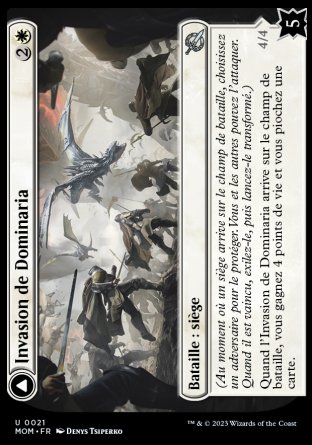 Invasion de Dominaria
2
Bataille : siège
(Au moment où un siège arrive sur le champ de bataille, choisissez
un adversaire pour le protéger. Vous et les autres pouvez l'attaquer.
Quand il est vaincu, exilez-le, puis lancez-le transformé.)
Quand l'Invasion de Dominaria arrive sur le champ de
bataille, vous gagnez 4 points de vie et vous piochez une
carte.
4/4
5
U 0021
MOM • FR Denys Tsiperko
™ & © 2023 Wizards of the Coast